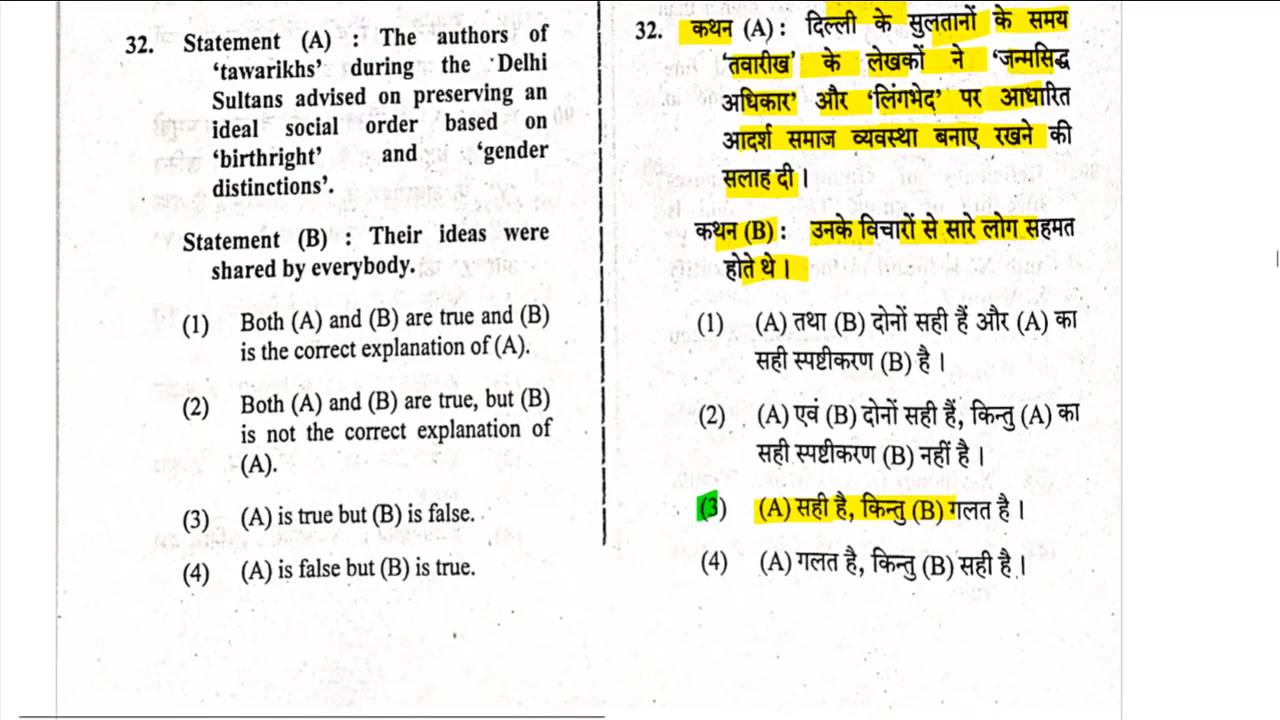 32. Statement (A) : The authors of
‘tawarikhs’ during the Delhi
Sultans advised on preserving an
ideal social order based on
‘birthright’ and ‘gender
distinctions’.
Statement (B) : Their ideas were
shared by everybody.
(1) Both (A) and (B) are true and (B)
is the correct explanation of (A).
(2) Both (A) and (B) are true, but (B)
is not the correct explanation of
(A).
(3) (A) is true but (B) is false.
(4) (A) is false but (B) is true.
32. कथन (A) : दिल्ली के सुलतानों के समय
‘तवारीख’ के लेखकों ने ‘जन्मसिद्ध
अधिकार’ और ‘लिंगभेद’ पर आधारित
आदर्श समाज व्यवस्था बनाए रखने की
सलाह दी ।
कथन (B) : उनके विचारों से सारे लोग सहमत
होते थे ।
(1) (A) तथा (B) दोनों सही हैं और (A) का
सही स्पष्टीकरण (B) है ।
(2) (A) एवं (B) दोनों सही हैं, किन्तु (A) का
सही स्पष्टीकरण (B) नहीं है ।
(3) (A) सही है, किन्तु (B) गलत है ।
(4) (A) गलत है, किन्तु (B) सही है ।